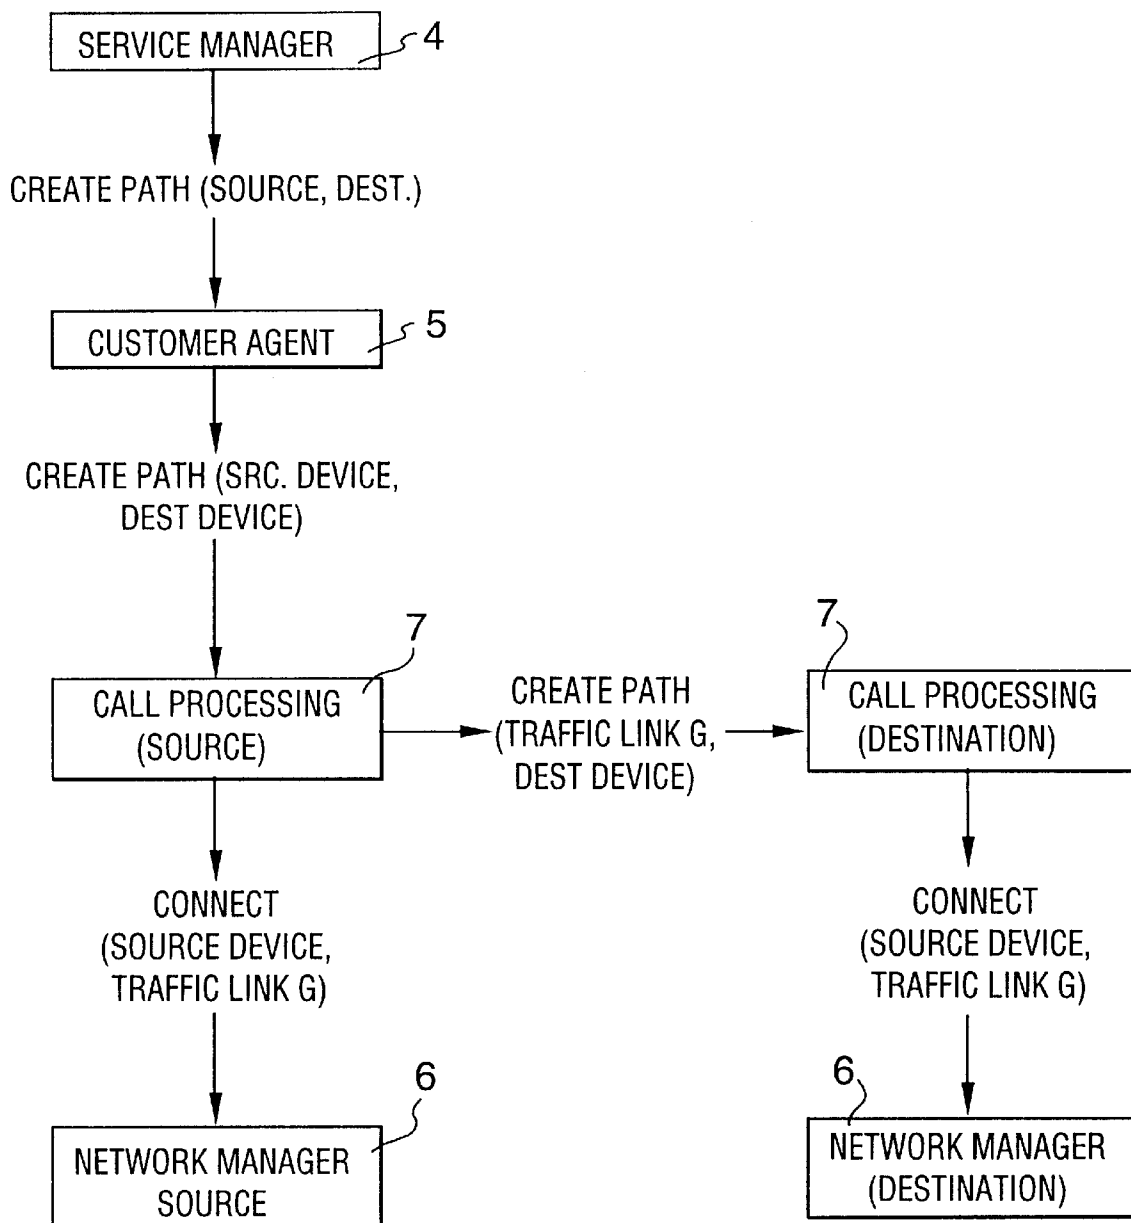 SERVICE MANAGER
4
CREATE PATH (SOURCE, DEST.)
CUSTOMER AGENT
5
CREATE PATH (SRC. DEVICE,
DEST DEVICE)
7
CALL PROCESSING
(SOURCE)
CREATE PATH
(TRAFFIC LINK G,
DEST DEVICE)
7
CALL PROCESSING
(DESTINATION)
CONNECT
(SOURCE DEVICE,
TRAFFIC LINK G)
CONNECT
(SOURCE DEVICE,
TRAFFIC LINK G)
6
NETWORK MANAGER
SOURCE
6
NETWORK MANAGER
(DESTINATION)